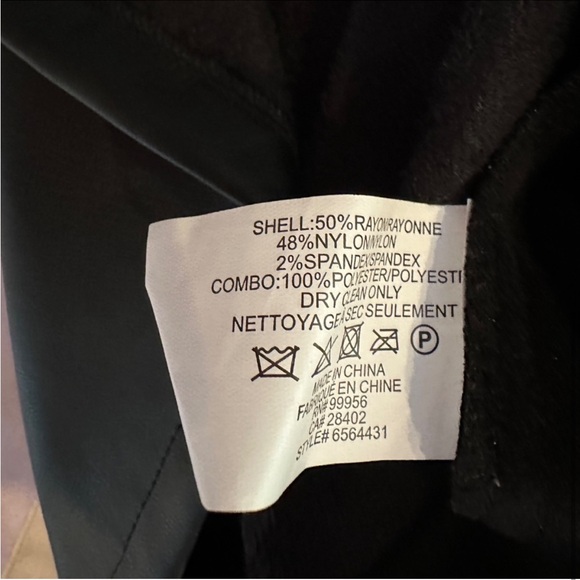 SHELL:50%RAYON/RAYONNE
48%NYLON/NYLON
2%SPANDEX/SPANDEX
COMBO:100%POLYESTER/POLYESTI
DRY CLEAN ONLY
NETTOYAGE A SEC SEULEMENT
P
MADE IN CHINA
FABRIQUE EN CHINE
RN# 99956
CA# 28402
STYLE# 6564431